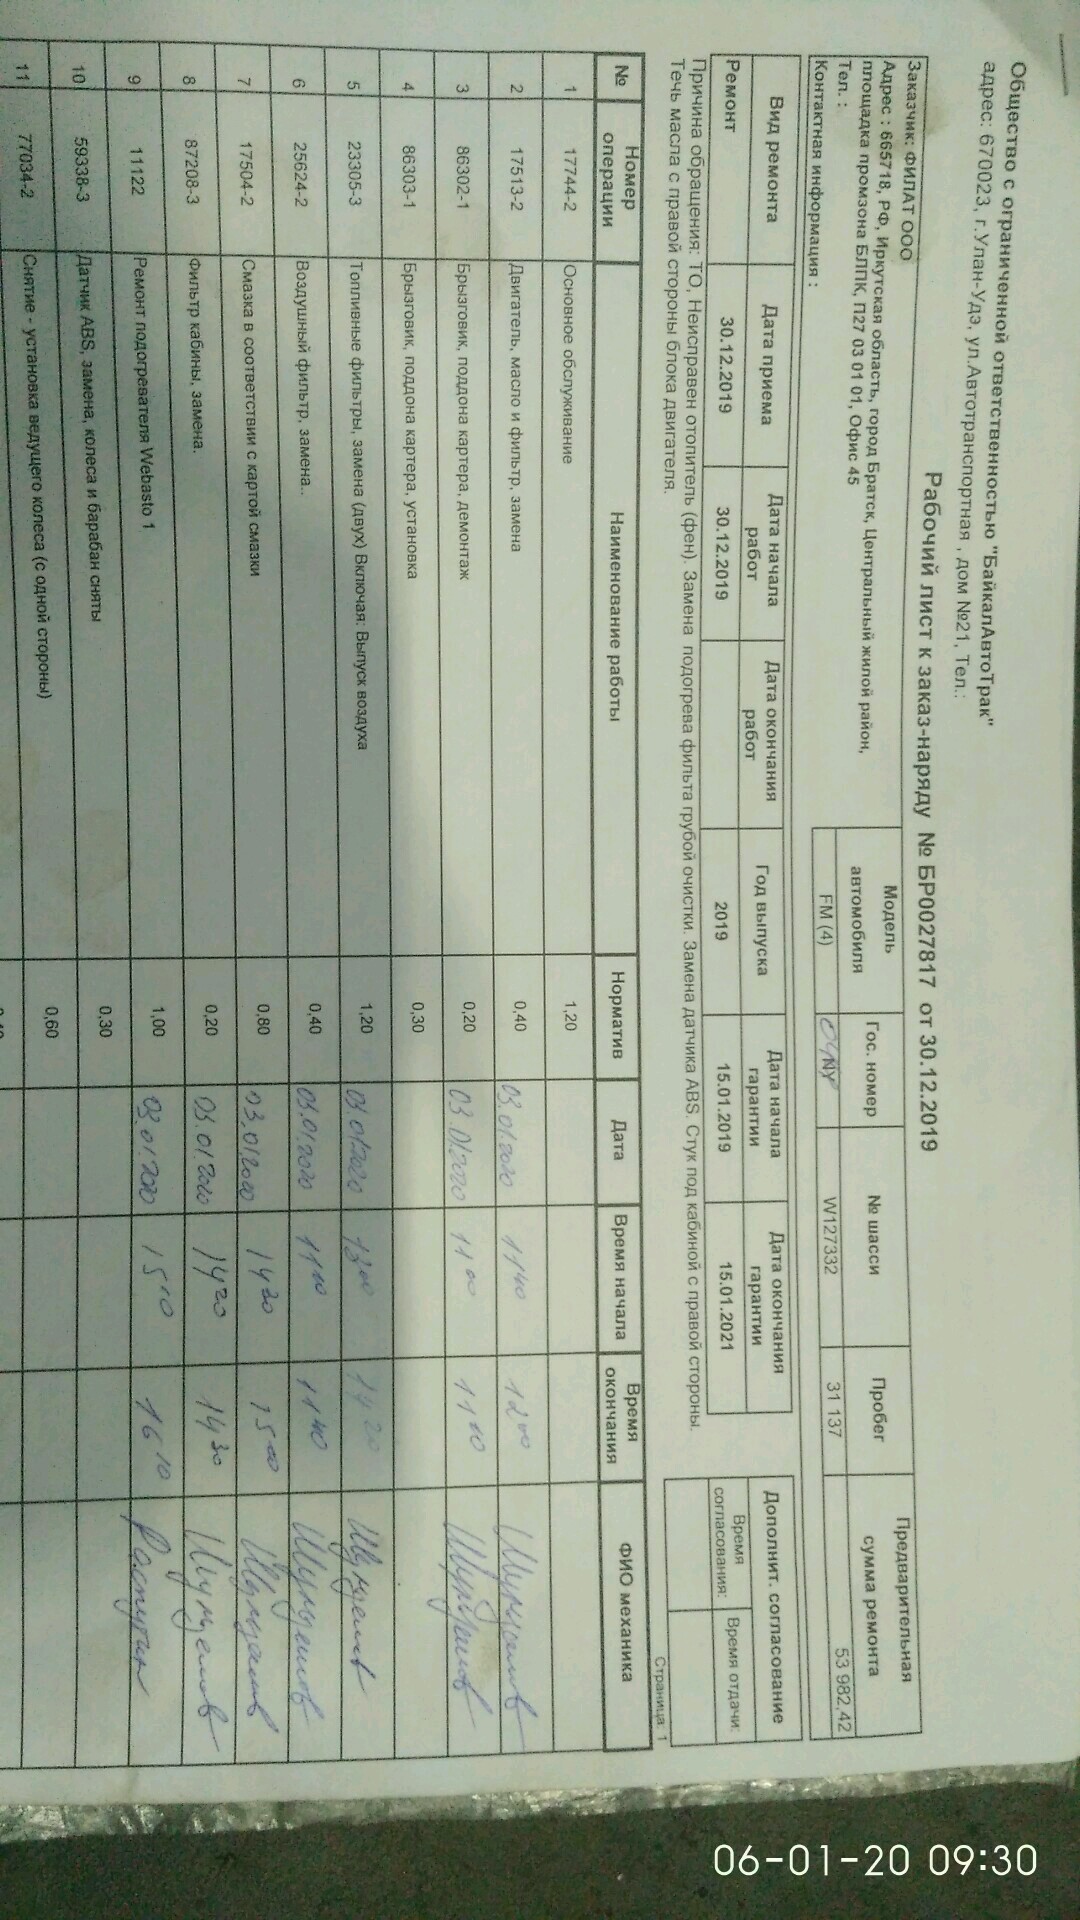 Общество с ограниченной ответственностью "БайкалАвтоТрак"
адрес: 670023, г.Улан-Удэ, ул.Автотранспортная , дом №21, Тел.:
Рабочий лист к заказ-наряду № БР0027817 от 30.12.2019
Заказчик: ФИЛАТ ООО
Адрес : 665718, РФ, Иркутская область, город Братск, Центральный жилой район,
площадка промзона БЛПК, П27 03 01 01, Офис 45
Тел. :
Контактная информация :
Модель автомобиля Гос. номер № шасси Пробег Предварительная сумма ремонта
FM (4) W127332 31 137 53 982,42
Вид ремонта Дата приема Дата начала работ Дата окончания работ Год выпуска Дата начала гарантии Дата окончания гарантии
Ремонт 30.12.2019 30.12.2019 2019 15.01.2019 15.01.2021
Дополнит. согласование
Время согласования: Время отдачи:
Причина обращения: ТО, Неисправен отопитель (фен). Замена подогрева фильта грубой очистки. Замена датчика ABS. Стук под кабиной с правой стороны.
Течь масла с правой стороны блока двигателя.
Страница: 1
№ Номер операции Наименование работы Норматив Дата Время начала Время окончания ФИО механика
1 17744-2 Основное обслуживание 1,20
2 17513-2 Двигатель, масло и фильтр, замена 0,40 03.01.2020 11 40 12 00
3 86302-1 Брызговик, поддона картера, демонтаж 0,20 03.01.2020 11 00 11 10
4 86303-1 Брызговик, поддона картера, установка 0,30
5 23305-3 Топливные фильтры, замена (двух) Включая: Выпуск воздуха 1,20 03.01.2020 13 00 14 20
6 25624-2 Воздушный фильтр, замена.. 0,40 03.01.2020 11 10 11 40
7 17504-2 Смазка в соответствии с картой смазки 0,80 03.01.2020 14 30 15 00
8 87208-3 Фильтр кабины, замена. 0,20 03.01.2020 14 20 14 30
9 11122 Ремонт подогревателя Webasto 1 1,00 03.01.2020 15 10 16 10 Распутин
10 59338-3 Датчик ABS, замена, колеса и барабан сняты 0,30
11 77034-2 Снятие - установка ведущего колеса (с одной стороны) 0,60
06-01-20 09:30